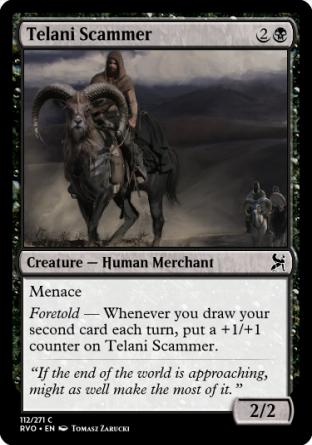 Telani Scammer 2
Creature — Human Merchant
Menace
Foretold — Whenever you draw your
second card each turn, put a +1/+1
counter on Telani Scammer.
“If the end of the world is approaching,
might as well make the most of it.”
2/2
112/271 C
RVO • EN Tomasz Zarucki